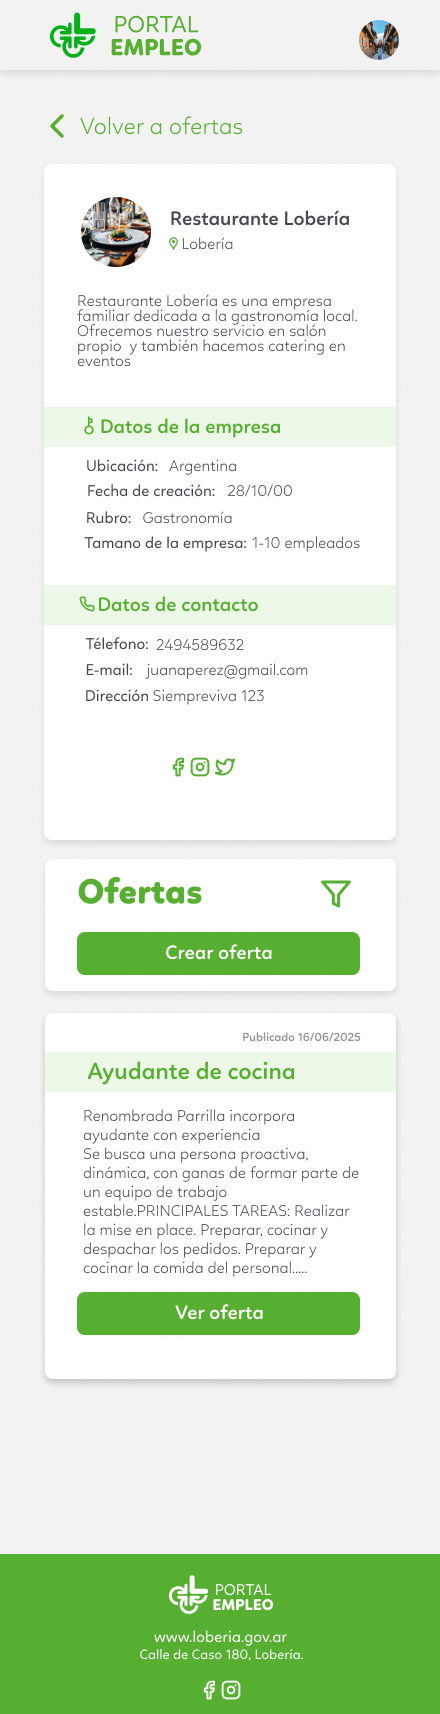 PORTAL
EMPLEO
Volver a ofertas
Restaurante Lobería
Lobería
Restaurante Lobería es una empresa
familiar dedicada a la gastronomía local.
Ofrecemos nuestro servicio en salón
propio y también hacemos catering en
eventos
Datos de la empresa
Ubicación: Argentina
Fecha de creación: 28/10/00
Rubro: Gastronomía
Tamano de la empresa: 1-10 empleados
Datos de contacto
Télefono: 2494589632
E-mail: juanaperez@gmail.com
Dirección Siempreviva 123
Ofertas
Crear oferta
Publicado 16/06/2025
Ayudante de cocina
Renombrada Parrilla incorpora
ayudante con experiencia
Se busca una persona proactiva,
dinámica, con ganas de formar parte de
un equipo de trabajo
estable.PRINCIPALES TAREAS: Realizar
la mise en place. Preparar, cocinar y
despachar los pedidos. Preparar y
cocinar la comida del personal.....
Ver oferta
PORTAL
EMPLEO
www.loberia.gov.ar
Calle de Caso 180, Lobería.